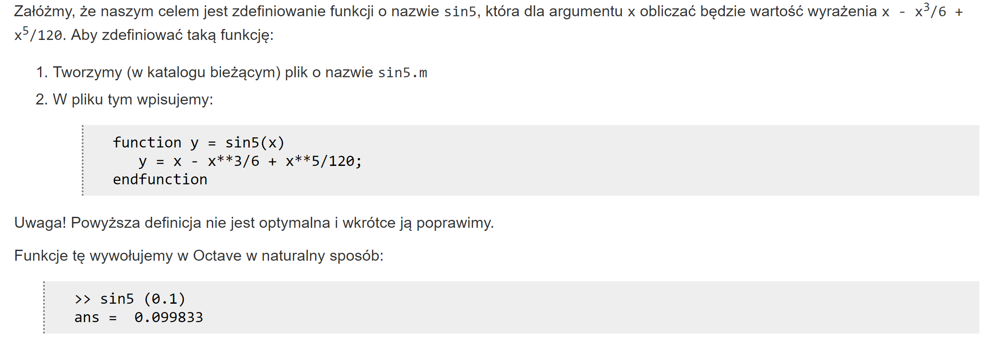 Załóżmy, że naszym celem jest zdefiniowanie funkcji o nazwie sin5, która dla argumentu x obliczać będzie wartość wyrażenia x - x³/6 +
x⁵/120. Aby zdefiniować taką funkcję:
1. Tworzymy (w katalogu bieżącym) plik o nazwie sin5.m
2. W pliku tym wpisujemy:
function y = sin5(x)
y = x - x**3/6 + x**5/120;
endfunction
Uwaga! Powyższa definicja nie jest optymalna i wkrótce ją poprawimy.
Funkcje tę wywołujemy w Octave w naturalny sposób:
>> sin5 (0.1)
ans =  0.099833